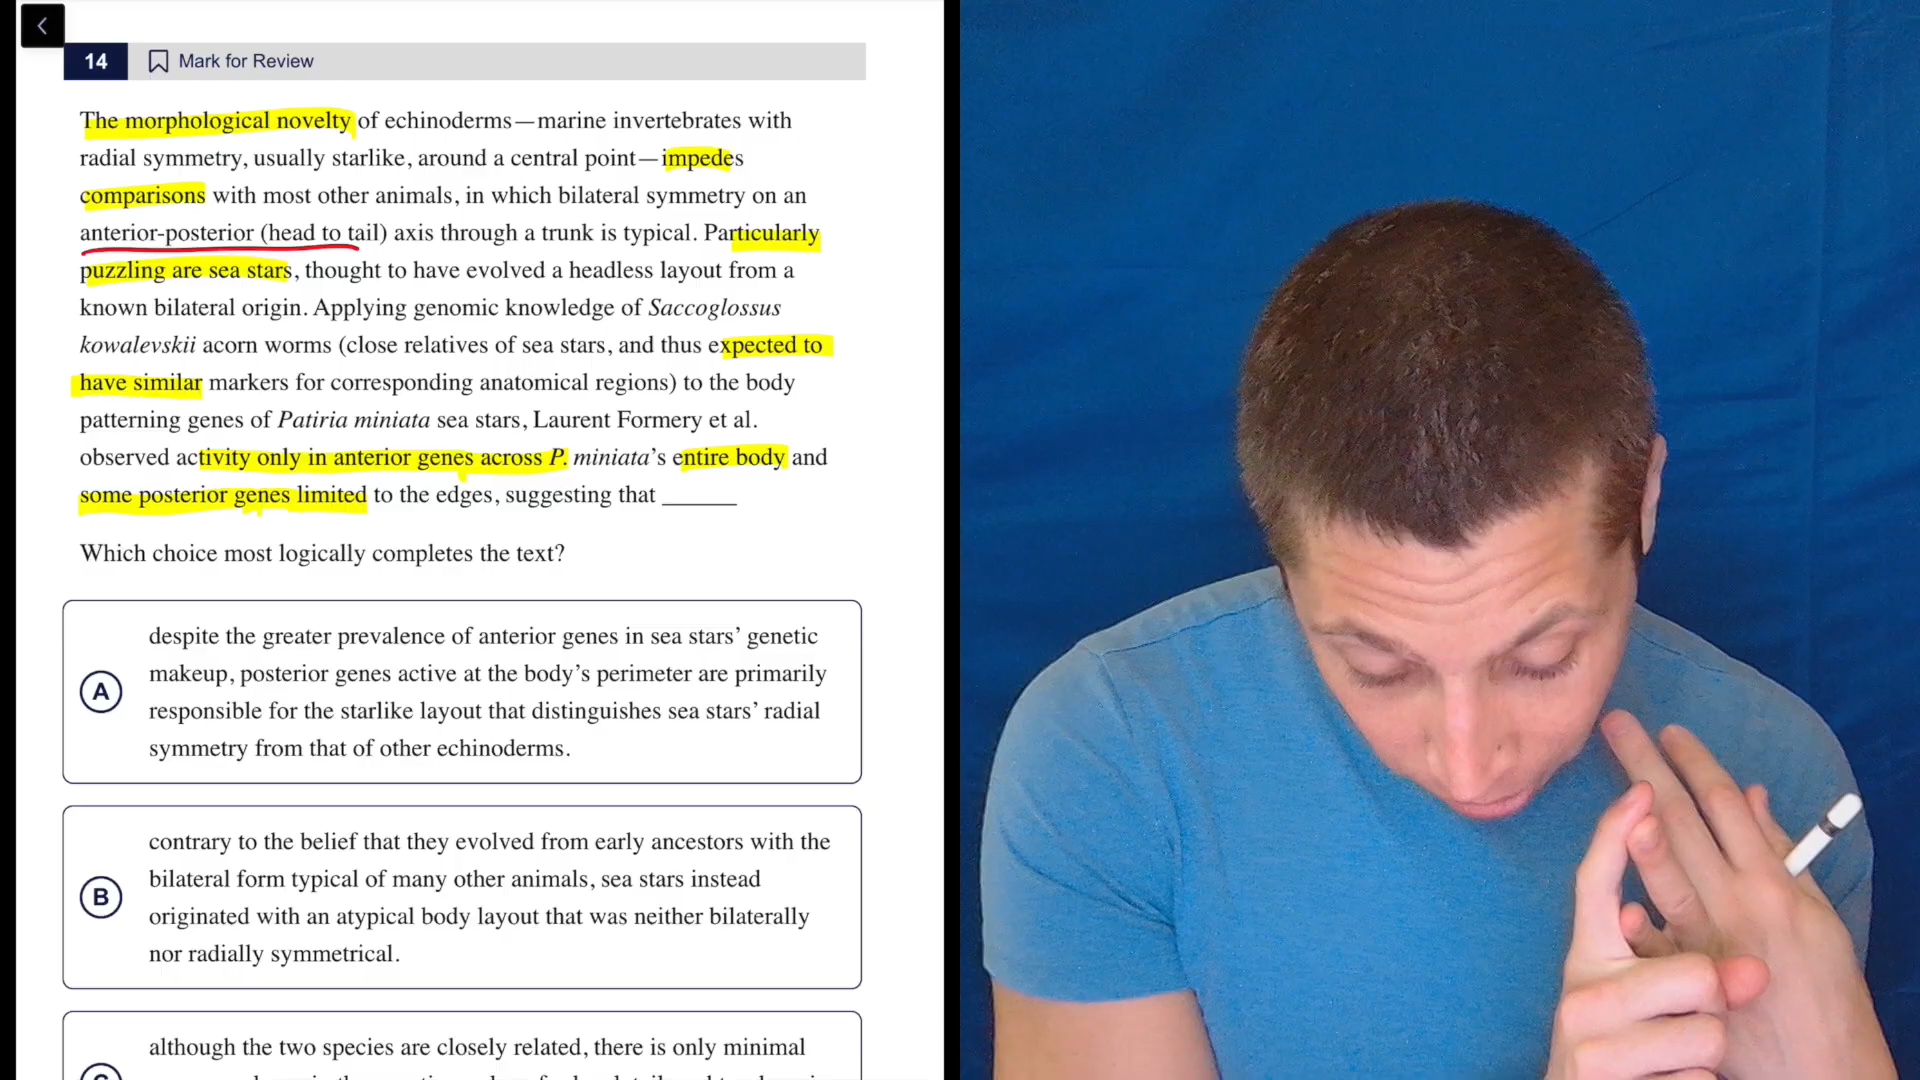 14
Mark for Review
The morphological novelty of echinoderms—marine invertebrates with
radial symmetry, usually starlike, around a central point—impedes
comparisons with most other animals, in which bilateral symmetry on an
anterior-posterior (head to tail) axis through a trunk is typical. Particularly
puzzling are sea stars, thought to have evolved a headless layout from a
known bilateral origin. Applying genomic knowledge of Saccoglossus
kowalevskii acorn worms (close relatives of sea stars, and thus expected to
have similar markers for corresponding anatomical regions) to the body
patterning genes of Patiria miniata sea stars, Laurent Formery et al.
observed activity only in anterior genes across P. miniata's entire body and
some posterior genes limited to the edges, suggesting that ______
Which choice most logically completes the text?
A
despite the greater prevalence of anterior genes in sea stars' genetic
makeup, posterior genes active at the body's perimeter are primarily
responsible for the starlike layout that distinguishes sea stars' radial
symmetry from that of other echinoderms.
B
contrary to the belief that they evolved from early ancestors with the
bilateral form typical of many other animals, sea stars instead
originated with an atypical body layout that was neither bilaterally
nor radially symmetrical.
although the two species are closely related, there is only minimal